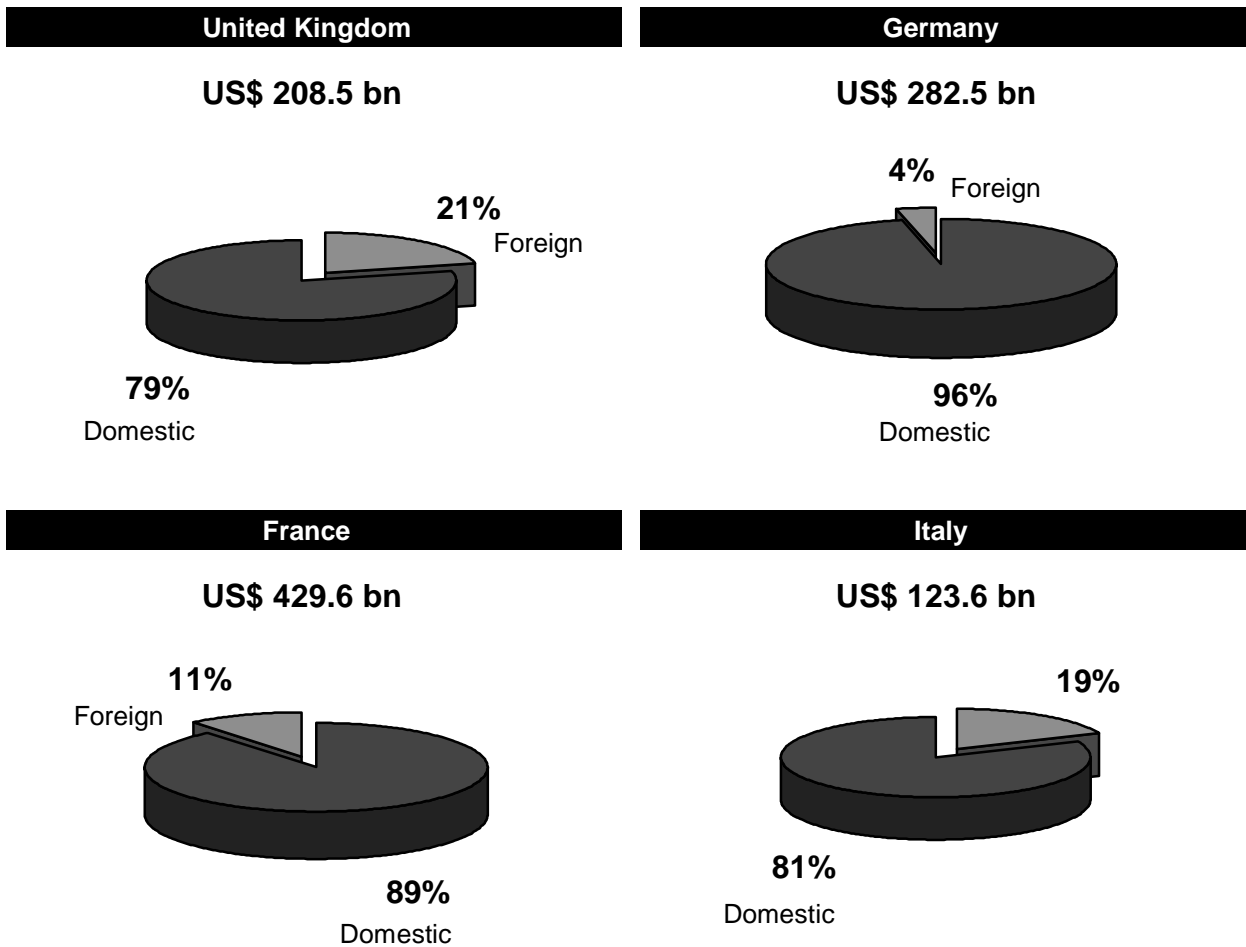 United Kingdom
US$ 208.5 bn
21%
Foreign
79%
Domestic
Germany
US$ 282.5 bn
4%
Foreign
96%
Domestic
France
US$ 429.6 bn
11%
Foreign
89%
Domestic
Italy
US$ 123.6 bn
19%
81%
Domestic